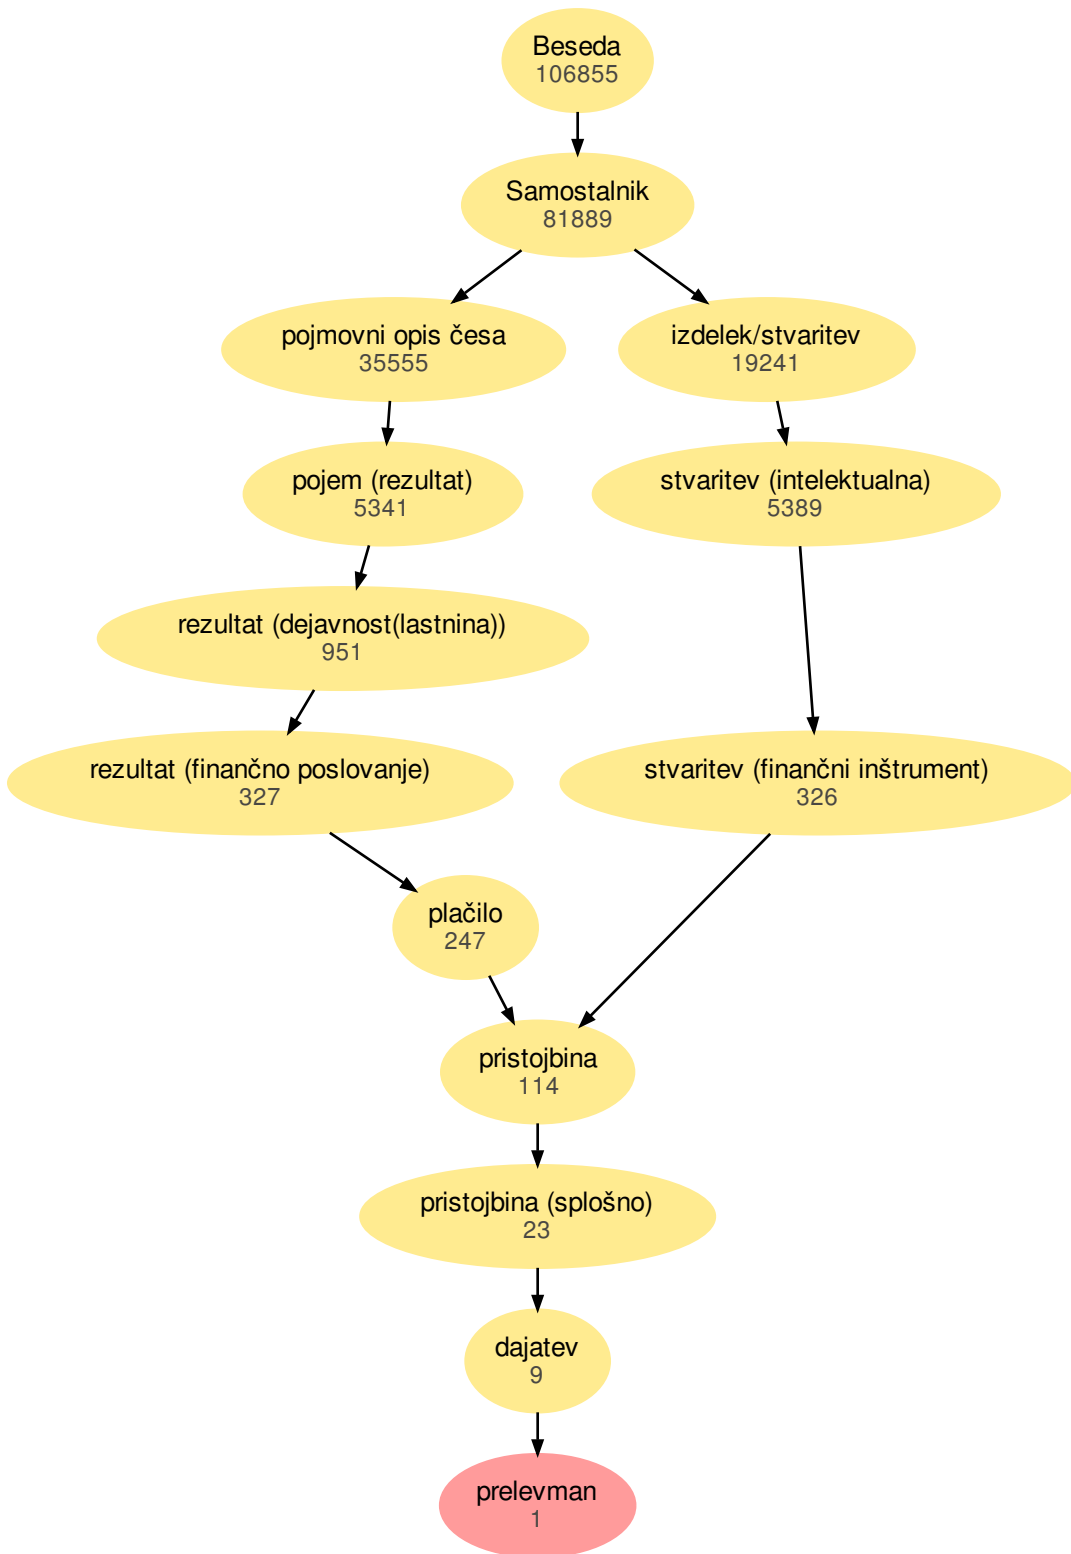 Beseda
106855
Samostalnik
81889
pojmovni opis česa
35555
izdelek/stvaritev
19241
pojem (rezultat)
5341
stvaritev (intelektualna)
5389
rezultat (dejavnost(lastnina))
951
rezultat (finančno poslovanje)
327
stvaritev (finančni inštrument)
326
plačilo
247
pristojbina
114
pristojbina (splošno)
23
dajatev
9
prelevman
1